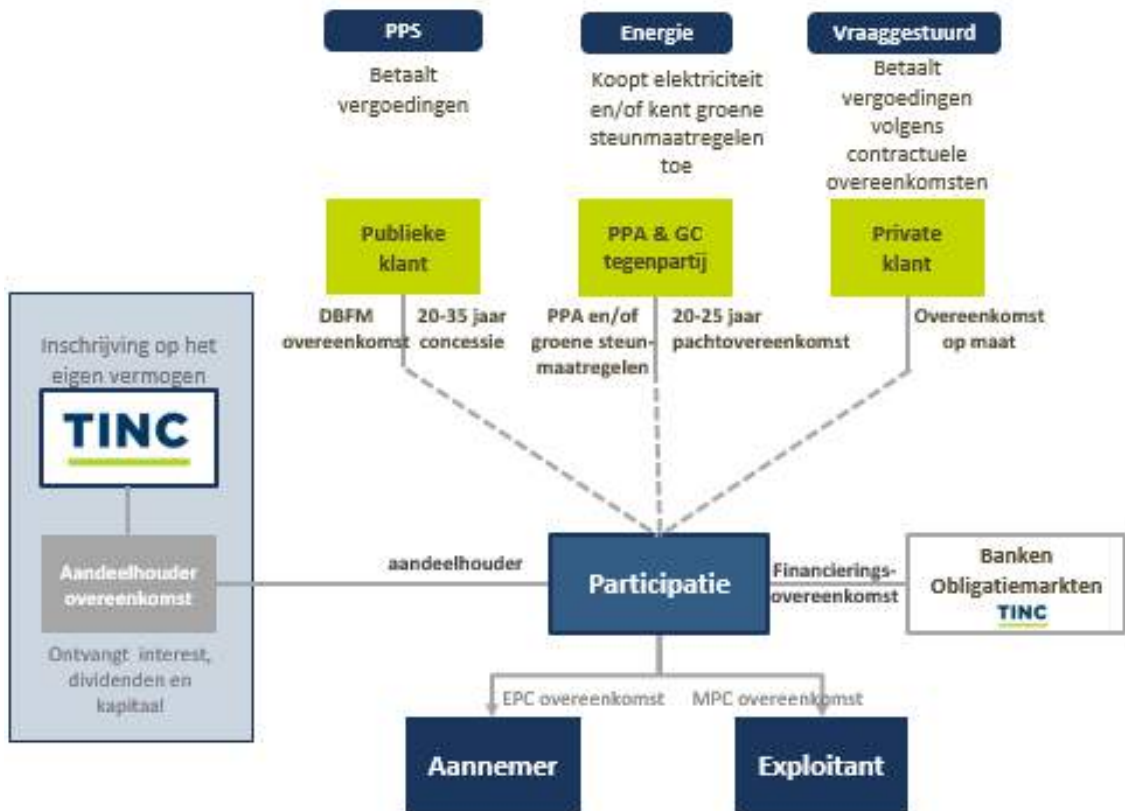 PPS
Betaalt
vergoedingen
Energie
Koopt elektriciteit
en/of kent groene
steunmaatregelen
toe
Vraaggestuurd
Betaalt
vergoedingen
volgens
contractuele
overeenkomsten
Publieke
klant
PPA & GC
tegenpartij
Private
klant
DBFM
overeenkomst
20-35 jaar
concessie
PPA en/of
groene steun-
maatregelen
20-25 jaar
pachtovereenkomst
Overeenkomst
op maat
Inschrijving op het
eigen vermogen
TINC
Aandeelhouder
overeenkomst
Ontvangt interest,
dividenden en
kapitaal
aandeelhouder
Participatie
Financierings-
overeenkomst
Banken
Obligatiemarkten
TINC
EPC overeenkomst
MPC overeenkomst
Aannemer
Exploitant